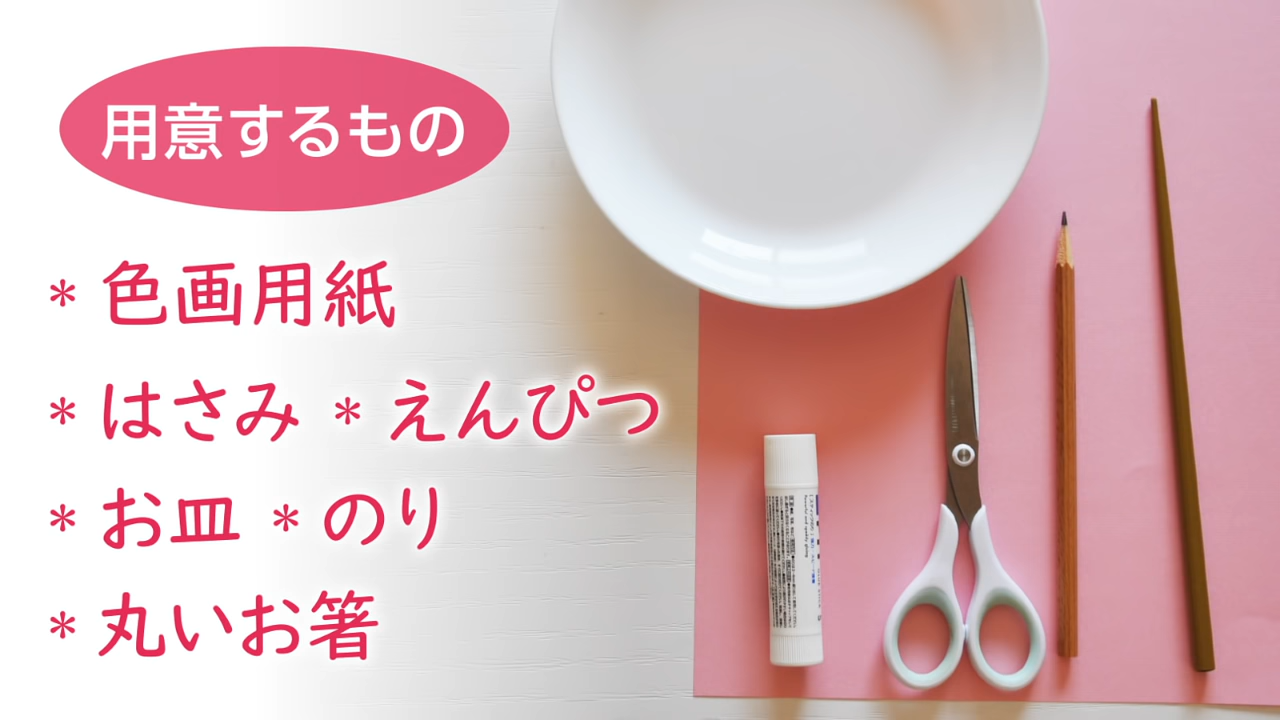 用意するもの
* 色画用紙
* はさみ * えんぴつ
* お皿 * のり
* 丸いお箸